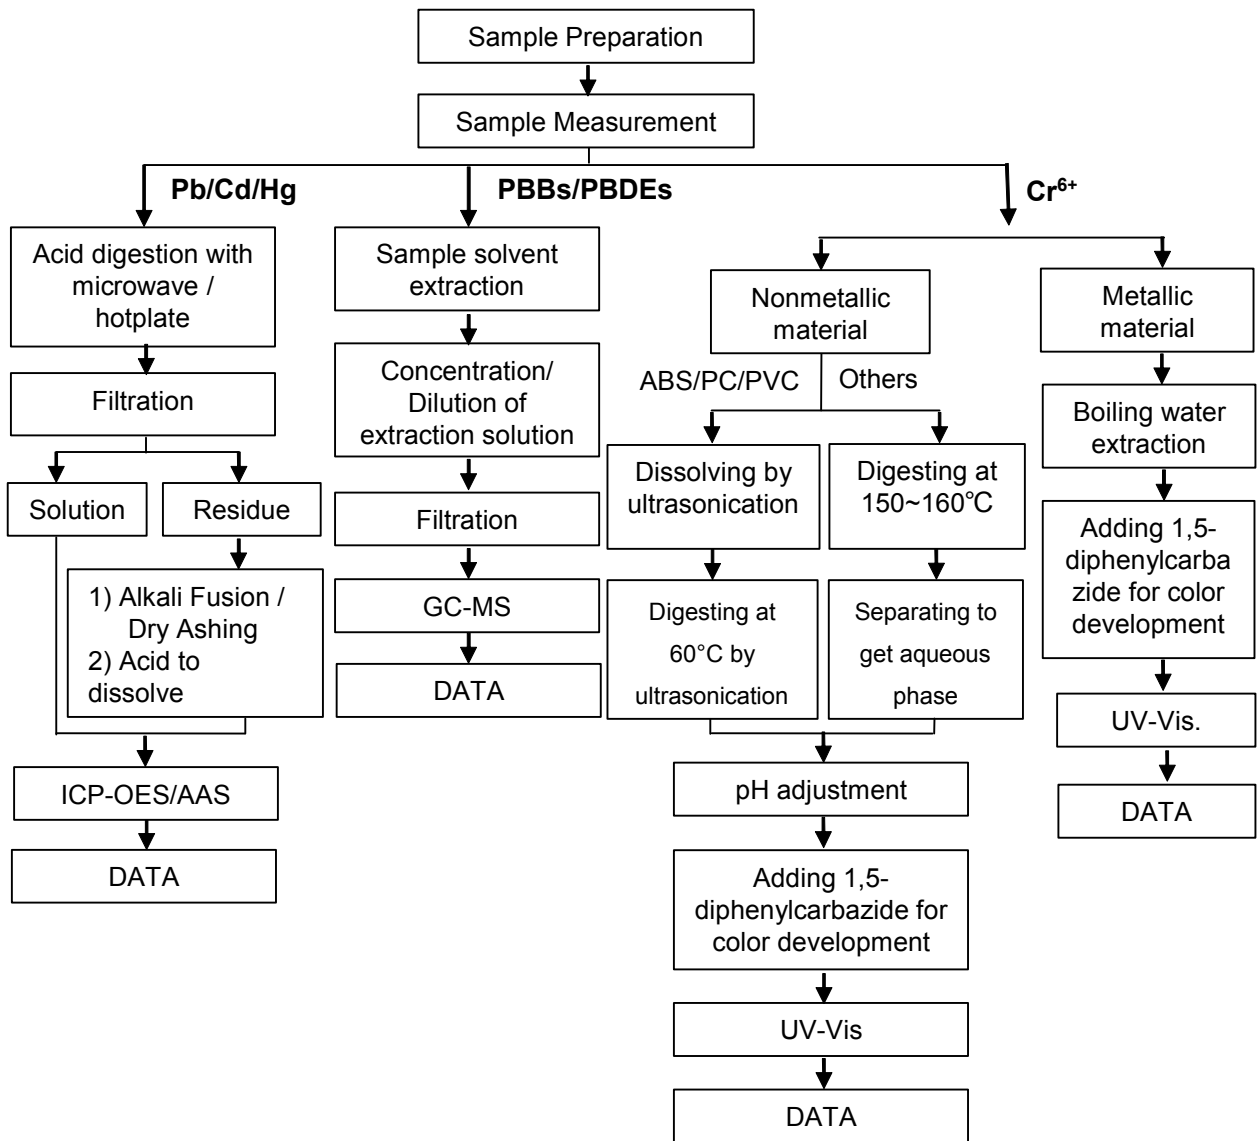 Sample Preparation
Sample Measurement
Pb/Cd/Hg
PBBs/PBDEs
Cr⁶⁺
Acid digestion with
microwave /
hotplate
Filtration
Solution
Residue
1) Alkali Fusion /
Dry Ashing
2) Acid to
dissolve
ICP-OES/AAS
DATA
Sample solvent
extraction
Concentration/
Dilution of
extraction solution
Filtration
GC-MS
DATA
Nonmetallic
material
ABS/PC/PVC
Others
Dissolving by
ultrasonication
Digesting at
60°C by
ultrasonication
Digesting at
150~160℃
Separating to
get aqueous
phase
pH adjustment
Adding 1,5-
diphenylcarbazide for
color development
UV-Vis
DATA
Metallic
material
Boiling water
extraction
Adding 1,5-
diphenylcarba
zide for color
development
UV-Vis.
DATA